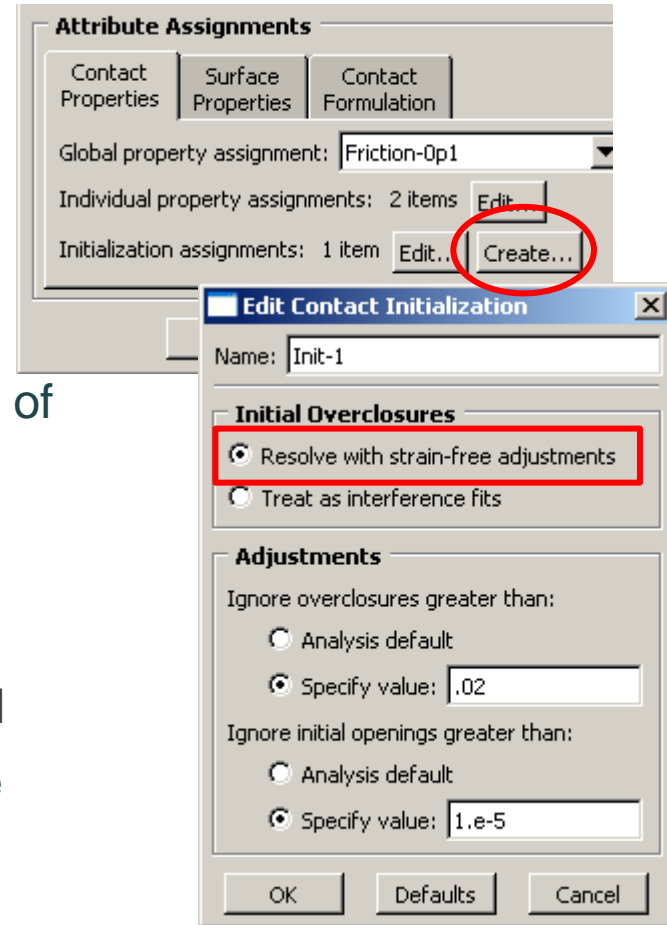 Attribute Assignments
Contact Properties
Surface Properties
Contact Formulation
Global property assignment: Friction-0p1
Individual property assignments: 2 items Edit...
Initialization assignments: 1 item Edit.. Create...
Edit Contact Initialization
Name: Init-1
of
Initial Overclosures
Resolve with strain-free adjustments
Treat as interference fits
Adjustments
Ignore overclosures greater than:
Analysis default
Specify value: .02
Ignore initial openings greater than:
Analysis default
Specify value: 1.e-5
OK Defaults Cancel